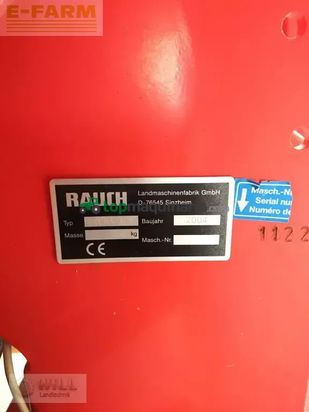 E-FARM
RAUCH Landmaschinenfabrik GmbH
D-76545 Sinzheim
topmaquinaria
Typ Baujahr 2004
Masse kg Masch.-Nr.
CE
Masch.-Nr
Serial nu
Numéro de
1122
WILL
Landtechnik